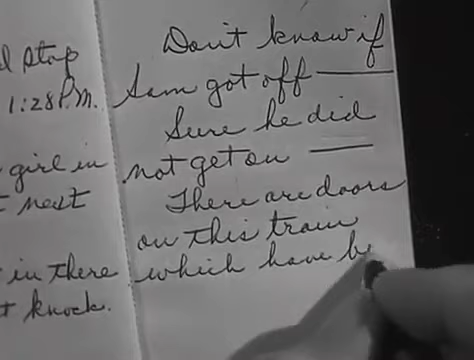 stop
1:28 P.M.
girl in
next
in there
knock.
Don't know if
Sam got off ——
Sure he did
not get on ——
There are doors
on this train
which have be